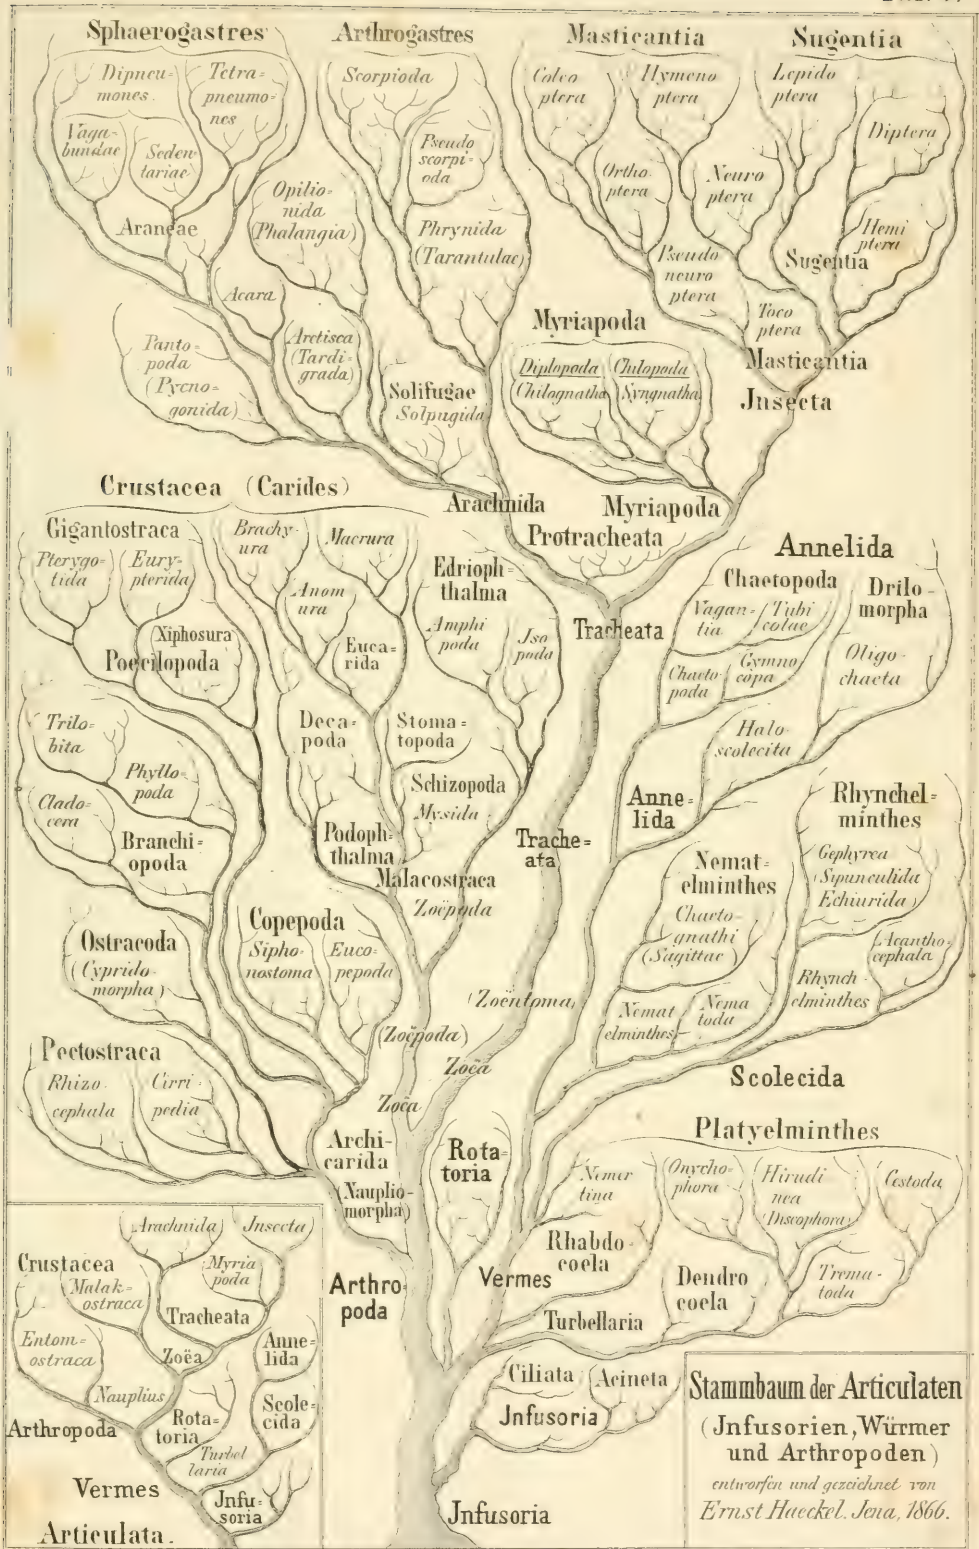 Sphaerogastres
Arthrogastres
Masticantia
Sugentia
Dipneu=
mones.
Tetra=
pneumo=
nes
Scorpioda
Coleo
ptera
Hymeno
ptera
Lepido
ptera
Vaga=
bundae
Seden
tariae
Pseudo
scorpi=
oda
Diptera
Ortho=
ptera
Neuro
ptera
Opilio=
nida
(Phalangia)
Araneae
Phrynida
(Tarantulae)
Hemi
ptera
Sugentia
Pseudo
neuro
ptera
Acara
Toco
ptera
Myriapoda
Panto=
poda
(Pycno=
gonida)
Arctisca
(Tardi=
grada)
Masticantia
Diplopoda
Chilopoda
Chilognatha
Syngnatha
Solifugae
Solpugida
Jnsecta
Crustacea (Carides)
Arachnida
Myriapoda
Protracheata
Gigantostraca
Brachy=
ura
Macrura
Annelida
Pterygo=
tida
Eury=
pterida
Edrioph=
thalma
Chaetopoda
Drilo=
morpha
Anom
ura
Vagan=
tia
Tubi
colae
Amphi
poda
Jso
poda
Tracheata
Xiphosura
Poecilopoda
Euca=
rida
Oligo-
chaeta
Chaeto=
poda
Gymno
copa
Trilo=
bita
Deca=
poda
Stoma=
topoda
Halo
scolecita
Phyllo=
poda
Schizopoda
Mysida
Clado=
cera
Anne=
lida
Rhynchel=
minthes
Branchi=
opoda
Podoph=
thalma
Trache=
ata
Malacostraca
Nemat=
elminthes
Gephyrea
(Sipunculida
Echiurida)
Zoëpoda
Copepoda
Chaeto=
gnathi
(Sagittae)
Ostracoda
(Cyprido=
morpha)
Sipho=
nostoma
Euco=
pepoda
Acantho=
cephala
Rhynch=
elminthes
(Zoëntoma)
Nemat
elminthes
Nema
toda
(Zoëpoda)
Pectostraca
Zoëa
Scolecida
Rhizo-
cephala
Cirri=
pedia
Zoëa
Platyelminthes
Archi-
carida
Rota=
toria
Nemer
tina
Onycho=
phora
Hirudi
nea
(Discophora)
Cestoda
(Nauplio=
morpha)
Rhabdo=
coela
Arthro=
poda
Vermes
Dendro
coela
Trema=
toda
Turbellaria
Arachnida
Jnsecta
Crustacea
Malak=
ostraca
Myria
poda
Tracheata
Entom=
ostraca
Zoëa
Anne=
lida
Nauplius
Rota=
toria
Scole=
cida
Arthropoda
Turbel
laria
Vermes
Jnfu=
soria
Articulata.
Ciliata
Acineta
Jnfusoria
Jnfusoria
Stammbaum der Articulaten
(Jnfusorien, Würmer
und Arthropoden)
entworfen und gezeichnet von
Ernst Haeckel. Jena, 1866.